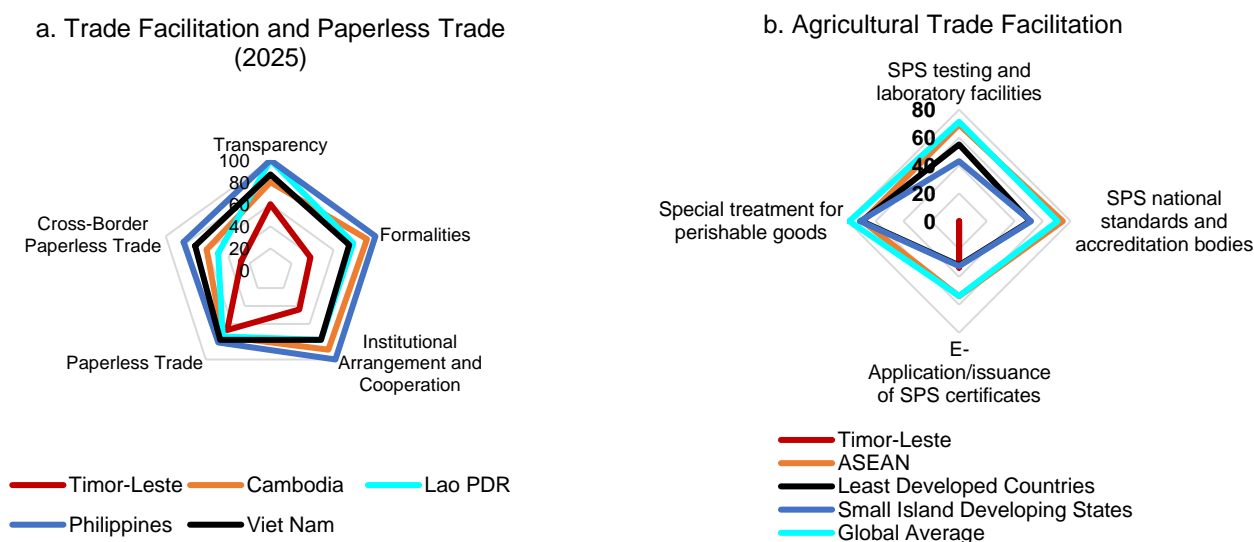 a. Trade Facilitation and Paperless Trade
(2025)
Transparency
100
80
60
40
20
0
Cross-Border
Paperless Trade
Formalities
Paperless Trade
Institutional
Arrangement and
Cooperation
Timor-Leste
Cambodia
Lao PDR
Philippines
Viet Nam
b. Agricultural Trade Facilitation
SPS testing and
laboratory facilities
80
60
40
20
0
Special treatment for
perishable goods
SPS national
standards and
accreditation bodies
E-
Application/issuance
of SPS certificates
Timor-Leste
ASEAN
Least Developed Countries
Small Island Developing States
Global Average